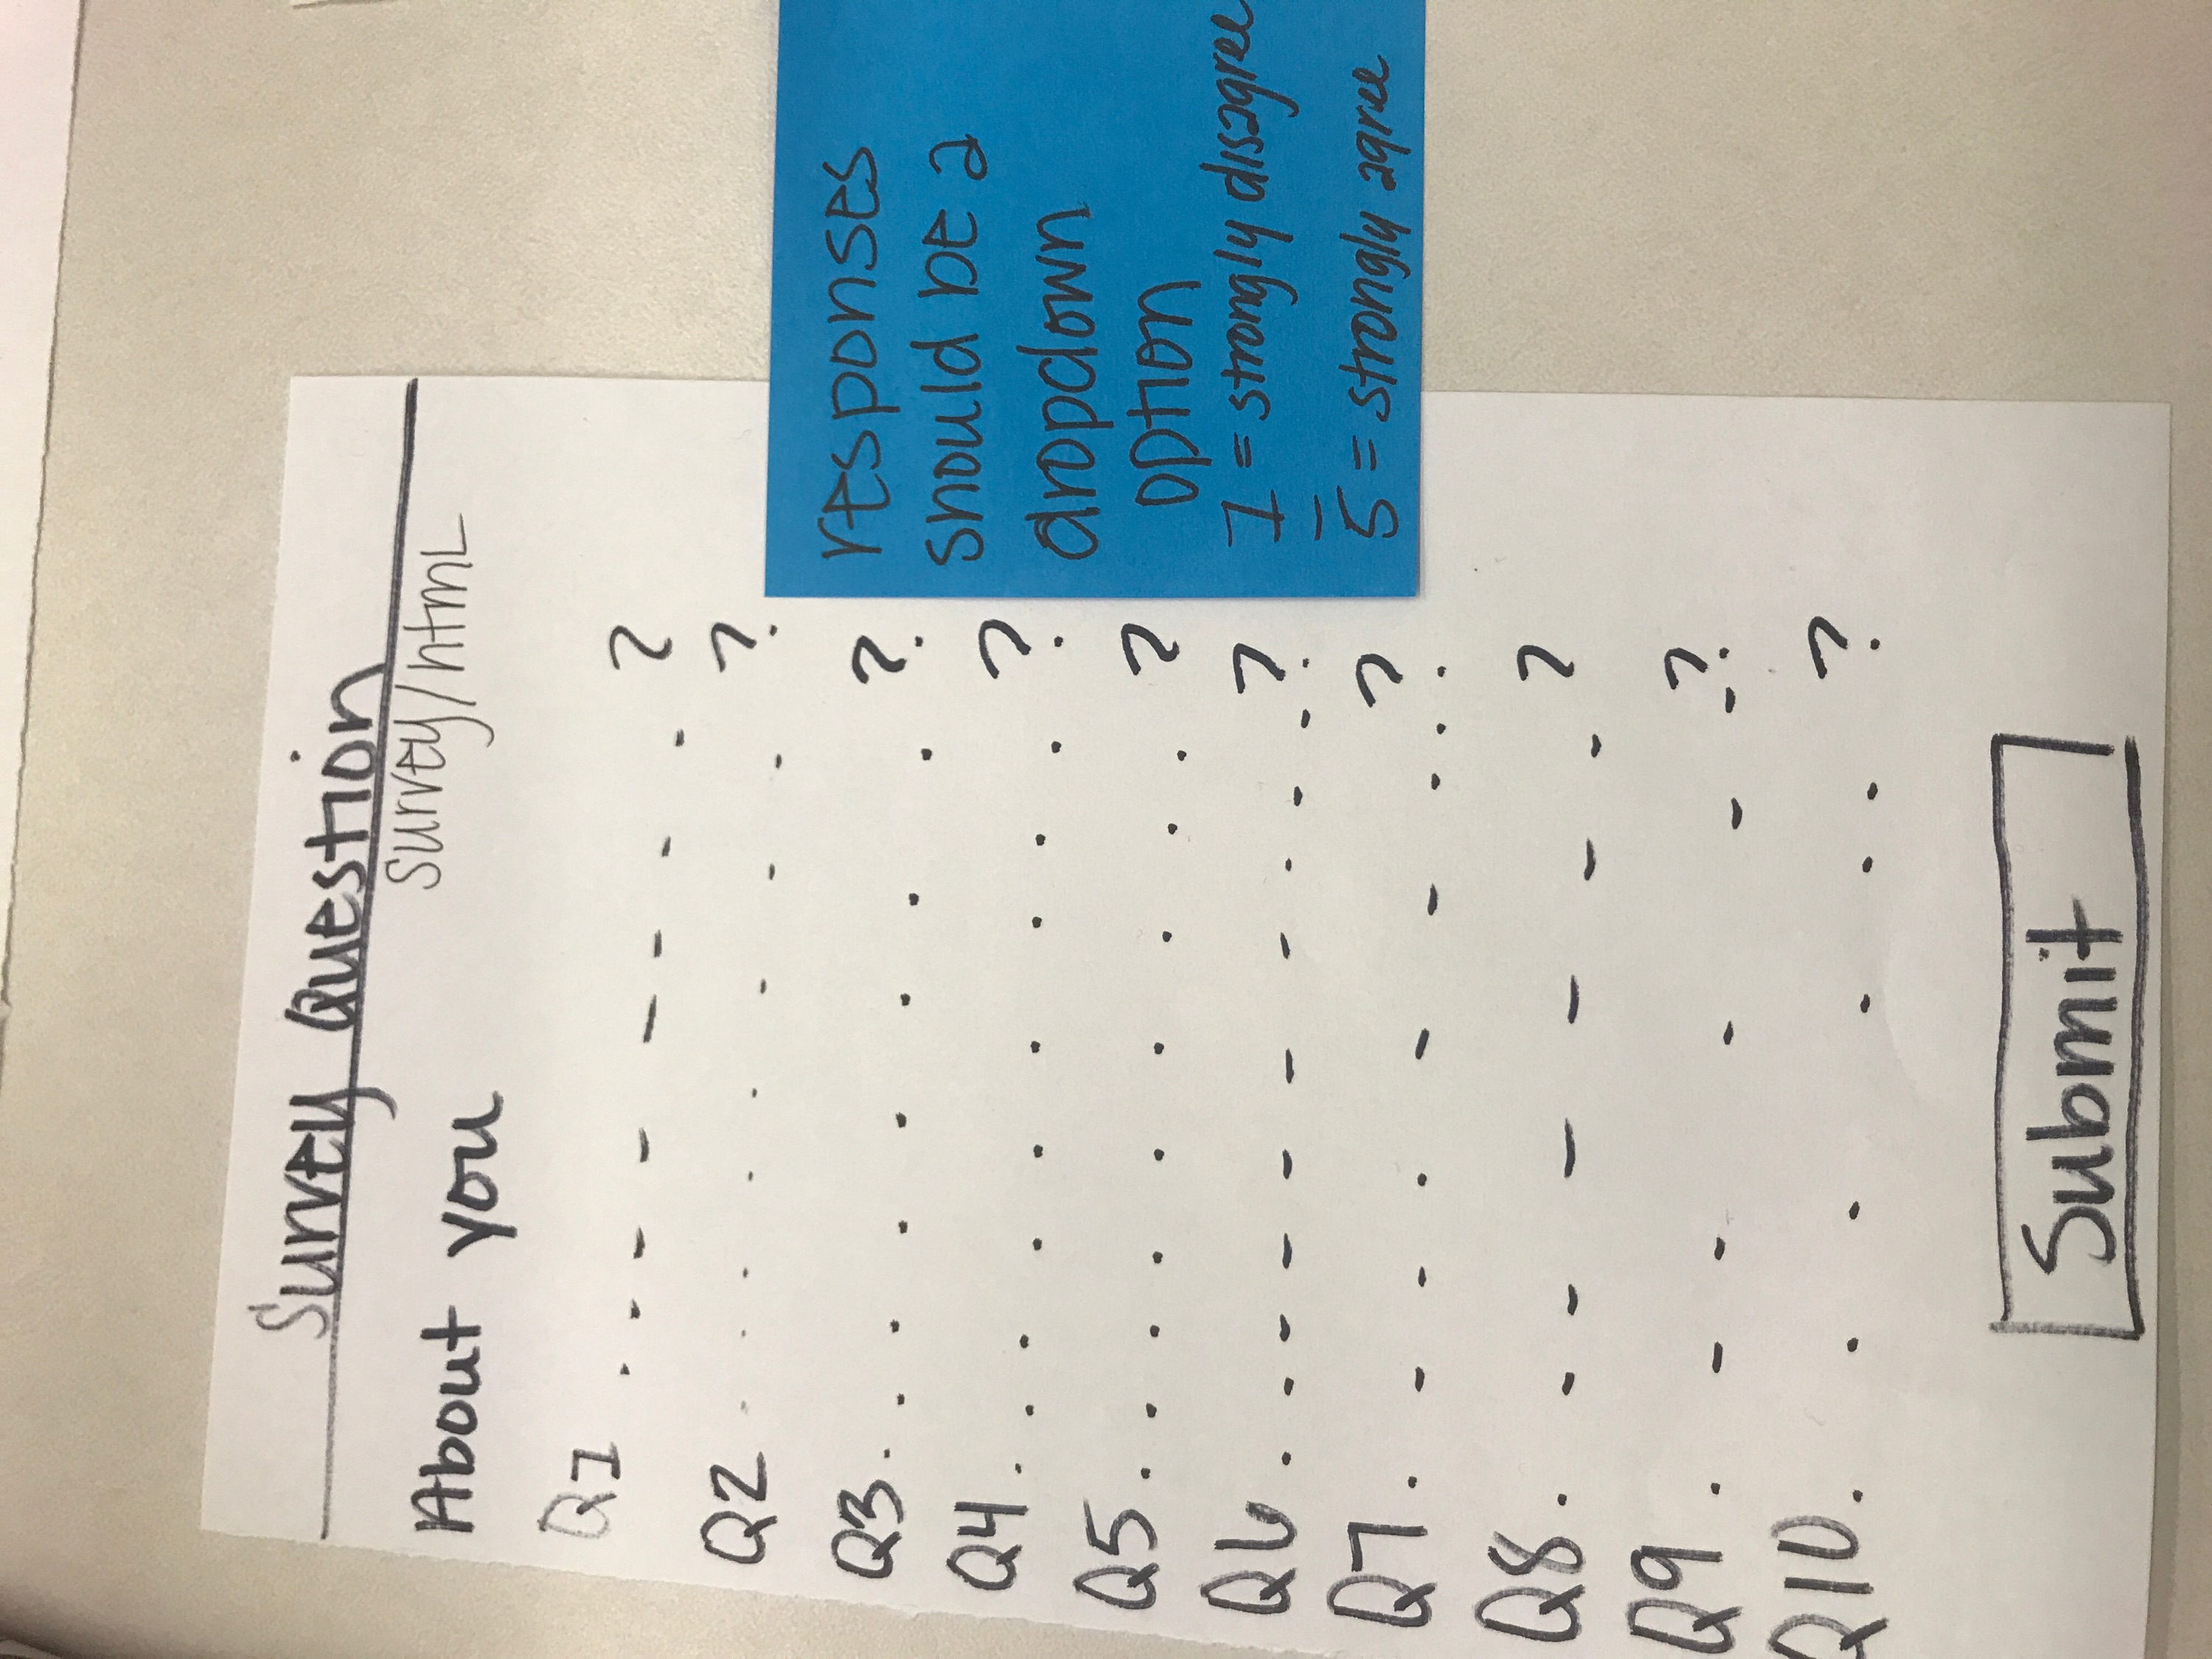 Survey Question
survey/html
About you
Q1 . . - - - - - . ?
Q2 . . . . . - - - ?
Q3 . . . . . . . . ?
Q4 . . . . . . . . . ?
Q5 . . . . . . . . . ?
Q6 . . - - - - - . - - ?
Q7 . - - . - - . . ?
Q8 . - - - - - - ?
Q9 . - - - - - ?
Q10 . . . . . . ?
Submit
responses
should be a
dropdown
option
1 = strongly disagree
–
5 = strongly agree